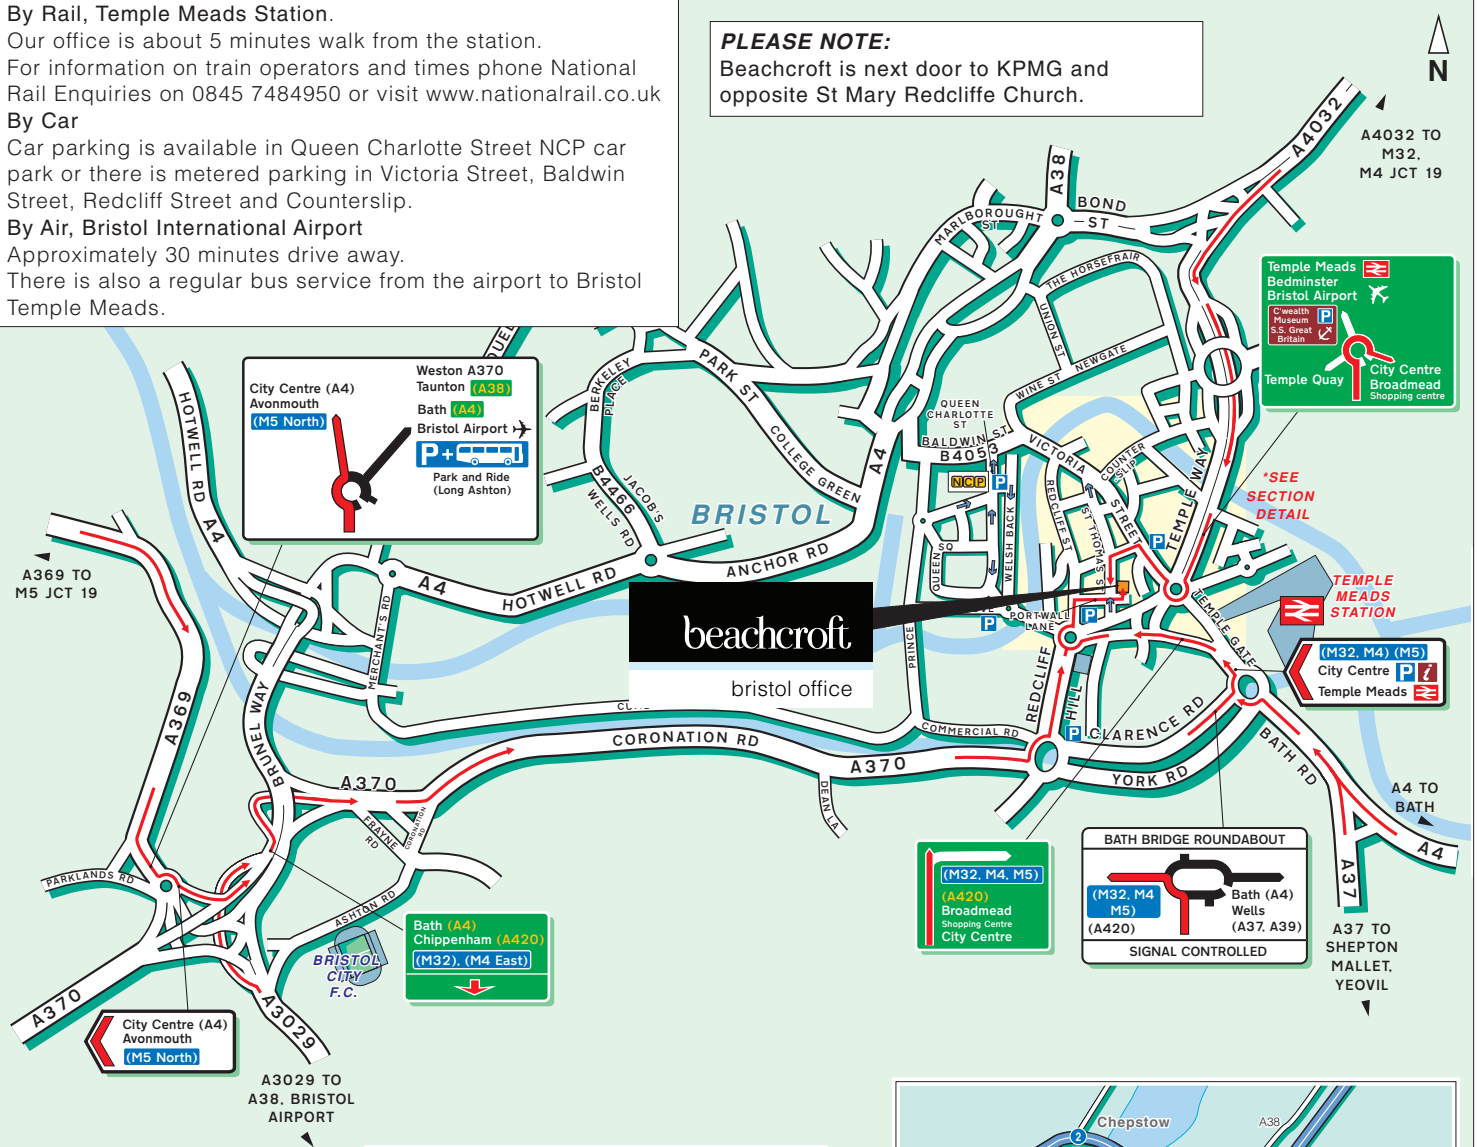 By Rail, Temple Meads Station.
Our office is about 5 minutes walk from the station.
For information on train operators and times phone National
Rail Enquiries on 0845 7484950 or visit www.nationalrail.co.uk
By Car
Car parking is available in Queen Charlotte Street NCP car
park or there is metered parking in Victoria Street, Baldwin
Street, Redcliff Street and Counterslip.
By Air, Bristol International Airport
Approximately 30 minutes drive away.
There is also a regular bus service from the airport to Bristol
Temple Meads.
PLEASE NOTE:
Beachcroft is next door to KPMG and
opposite St Mary Redcliffe Church.
N
A4032
A4032 TO
M32,
M4 JCT 19
A38
BOND
ST
MARLBOROUGH
ST
THE HORSEFRAIR
UNION ST
NEWGATE
WINE ST
Temple Meads
Bedminster
Bristol Airport
C'wealth
Museum
P
S.S. Great
Britain
Temple Quay
City Centre
Broadmead
Shopping centre
City Centre (A4)
Avonmouth
(M5 North)
Weston A370
Taunton (A38)
Bath (A4)
Bristol Airport
P+
Park and Ride
(Long Ashton)
BERKELEY
PLACE
PARK ST
COLLEGE GREEN
A4
HOTWELL RD
A4
B4466
JACOB'S
WELLS RD
BRISTOL
QUEEN
CHARLOTTE
ST
BALDWIN ST
B4053
VICTORIA
STREET
COUNTER
SLIP
NCP
P
REDCLIFF ST
ST THOMAS S
WELSH BACK
QUEEN SQ
TEMPLE WAY
*SEE
SECTION
DETAIL
P
A369 TO
M5 JCT 19
A4
HOTWELL RD
ANCHOR RD
MERCHANT'S RD
beachcroft
bristol office
PRINCE
PORTWALL
LANE
P
P
TEMPLE GATE
TEMPLE
MEADS
STATION
(M32, M4) (M5)
City Centre P i
Temple Meads
A369
BRUNEL WAY
REDCLIFF
HILL
P
COMMERCIAL RD
CLARENCE RD
CORONATION RD
A370
A370
YORK RD
BATH RD
DEAN LA
FRAYNE
RD
CORONATION
RD
A4 TO
BATH
A4
A37
PARKLANDS RD
ASHTON RD
BRISTOL
CITY
F.C.
Bath (A4)
Chippenham (A420)
(M32), (M4 East)
(M32, M4, M5)
(A420)
Broadmead
Shopping Centre
City Centre
BATH BRIDGE ROUNDABOUT
(M32, M4
M5)
(A420)
Bath (A4)
Wells
(A37, A39)
SIGNAL CONTROLLED
A37 TO
SHEPTON
MALLET,
YEOVIL
A370
A3029
City Centre (A4)
Avonmouth
(M5 North)
A3029 TO
A38, BRISTOL
AIRPORT
Chepstow
2
A38